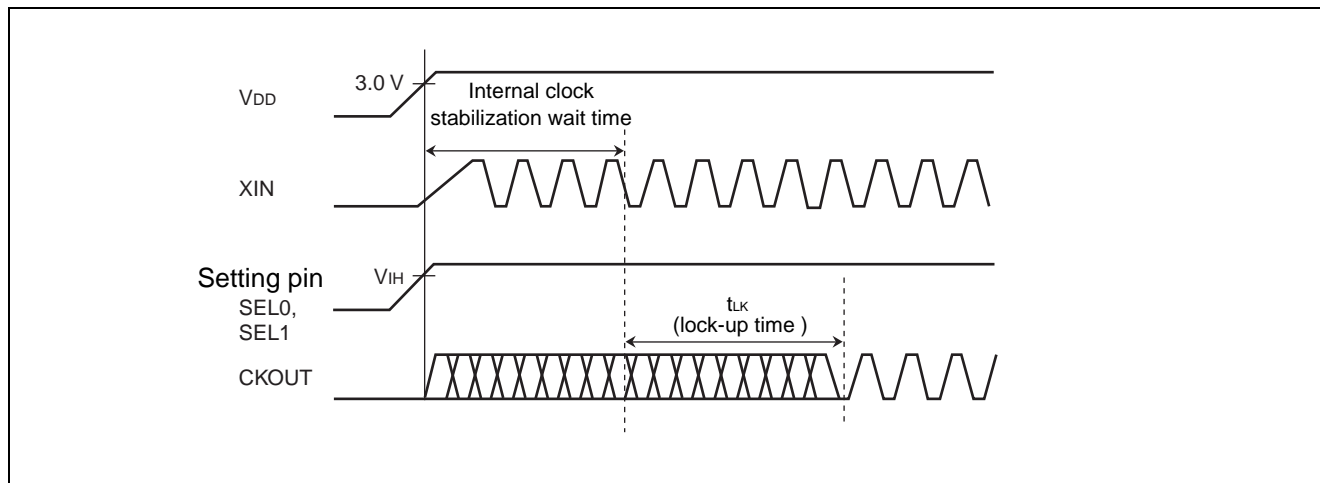 3.0 V
VDD
Internal clock
stabilization wait time
XIN
Setting pin
VIH
SEL0,
SEL1
tLK
(lock-up time )
CKOUT